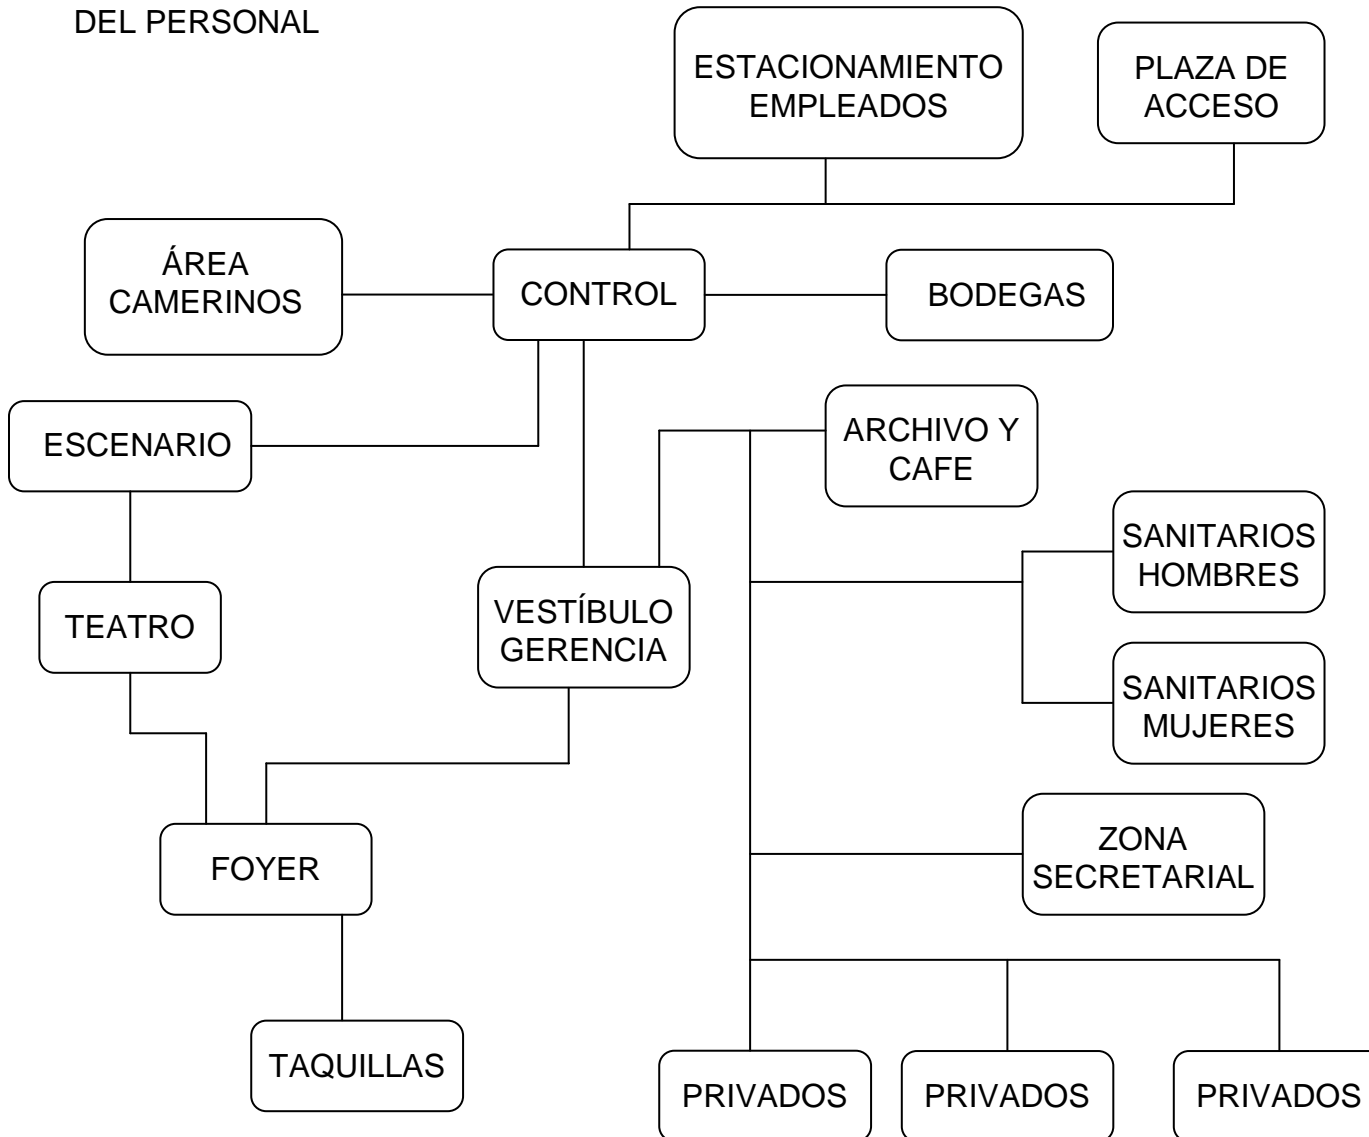 DEL PERSONAL
ESTACIONAMIENTO
EMPLEADOS
PLAZA DE
ACCESO
ÁREA
CAMERINOS
CONTROL
BODEGAS
ESCENARIO
ARCHIVO Y
CAFE
SANITARIOS
HOMBRES
TEATRO
VESTÍBULO
GERENCIA
SANITARIOS
MUJERES
FOYER
ZONA
SECRETARIAL
TAQUILLAS
PRIVADOS
PRIVADOS
PRIVADOS